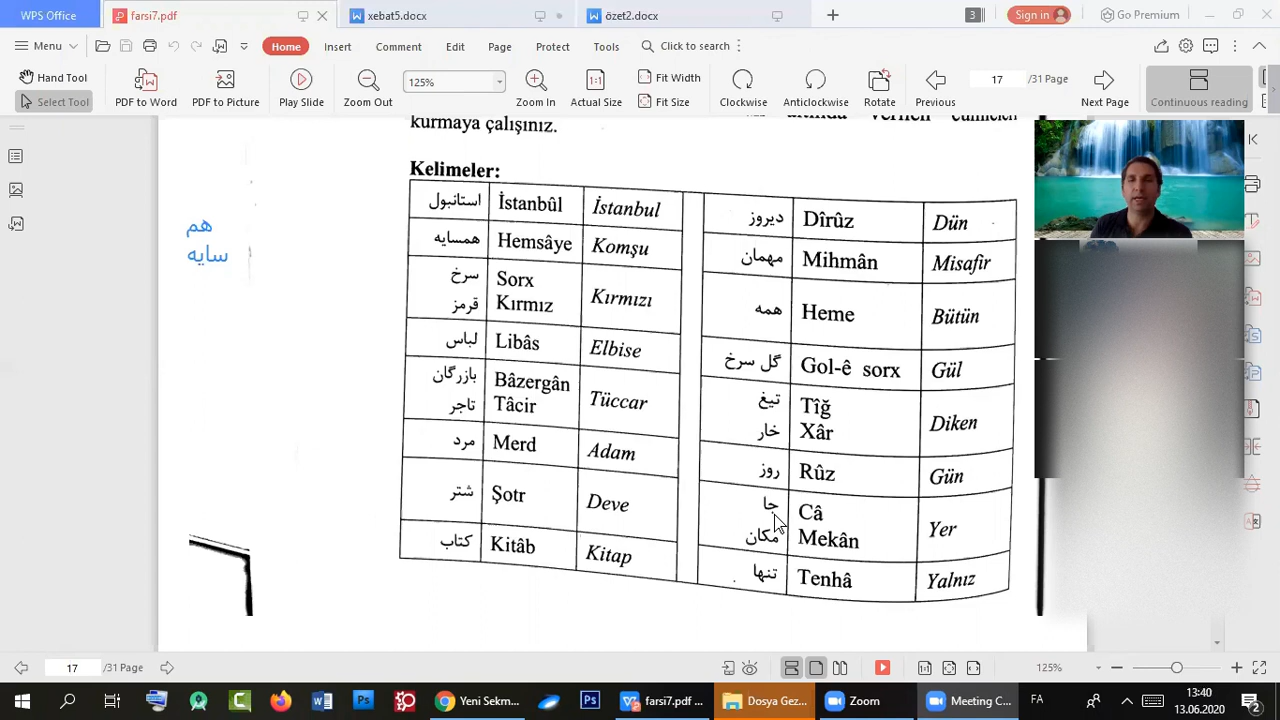 WPS Office
farsi7.pdf
xebat5.docx
özet2.docx
3
Sign in
Go Premium
Menu
Home
Insert
Comment
Edit
Page
Protect
Tools
Click to search
Hand Tool
Select Tool
PDF to Word
PDF to Picture
Play Slide
Zoom Out
125%
Zoom In
Actual Size
Fit Width
Fit Size
Clockwise
Anticlockwise
Rotate
Previous
17
/31 Page
Next Page
Continuous reading
altında verilen cümleleri
kurmaya çalışınız.
Kelimeler:
استانبول İstanbûl İstanbul
همسایه Hemsâye Komşu
سرخ Sorx
قرمز Kırmız Kırmızı
لباس Libâs Elbise
بازرگان Bâzergân
تاجر Tâcir Tüccar
مرد Merd Adam
شتر Şotr Deve
کتاب Kitâb Kitap
دیروز Dîrûz Dün
مهمان Mihmân Misafir
همه Heme Bütün
گل سرخ Gol-ê sorx Gül
تیغ Tîğ
خار Xâr Diken
روز Rûz Gün
جا Câ
مکان Mekân Yer
تنها Tenhâ Yalnız
هم
سایه
17
/31 Page
125%
Yeni Sekm...
farsi7.pdf ...
Dosya Gez...
Zoom
Meeting C...
FA
13:40
13.06.2020
2